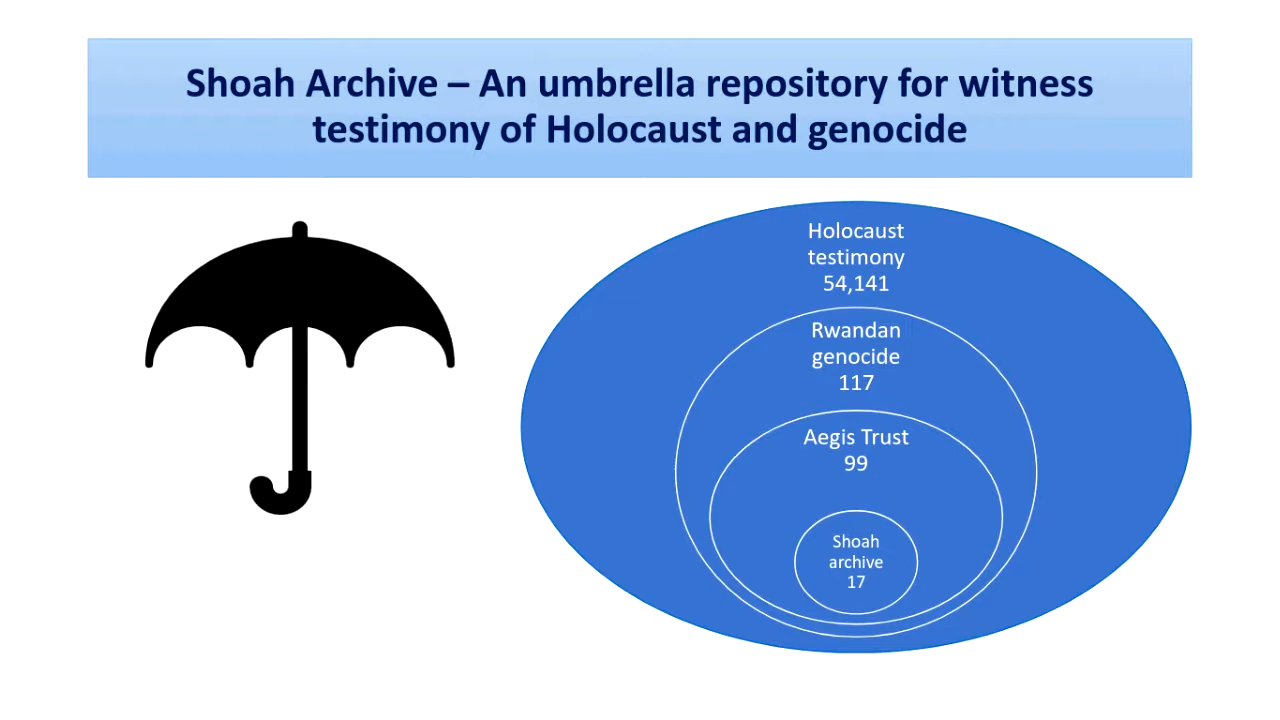 Shoah Archive – An umbrella repository for witness
testimony of Holocaust and genocide
Holocaust
testimony
54,141
Rwandan
genocide
117
Aegis Trust
99
Shoah
archive
17